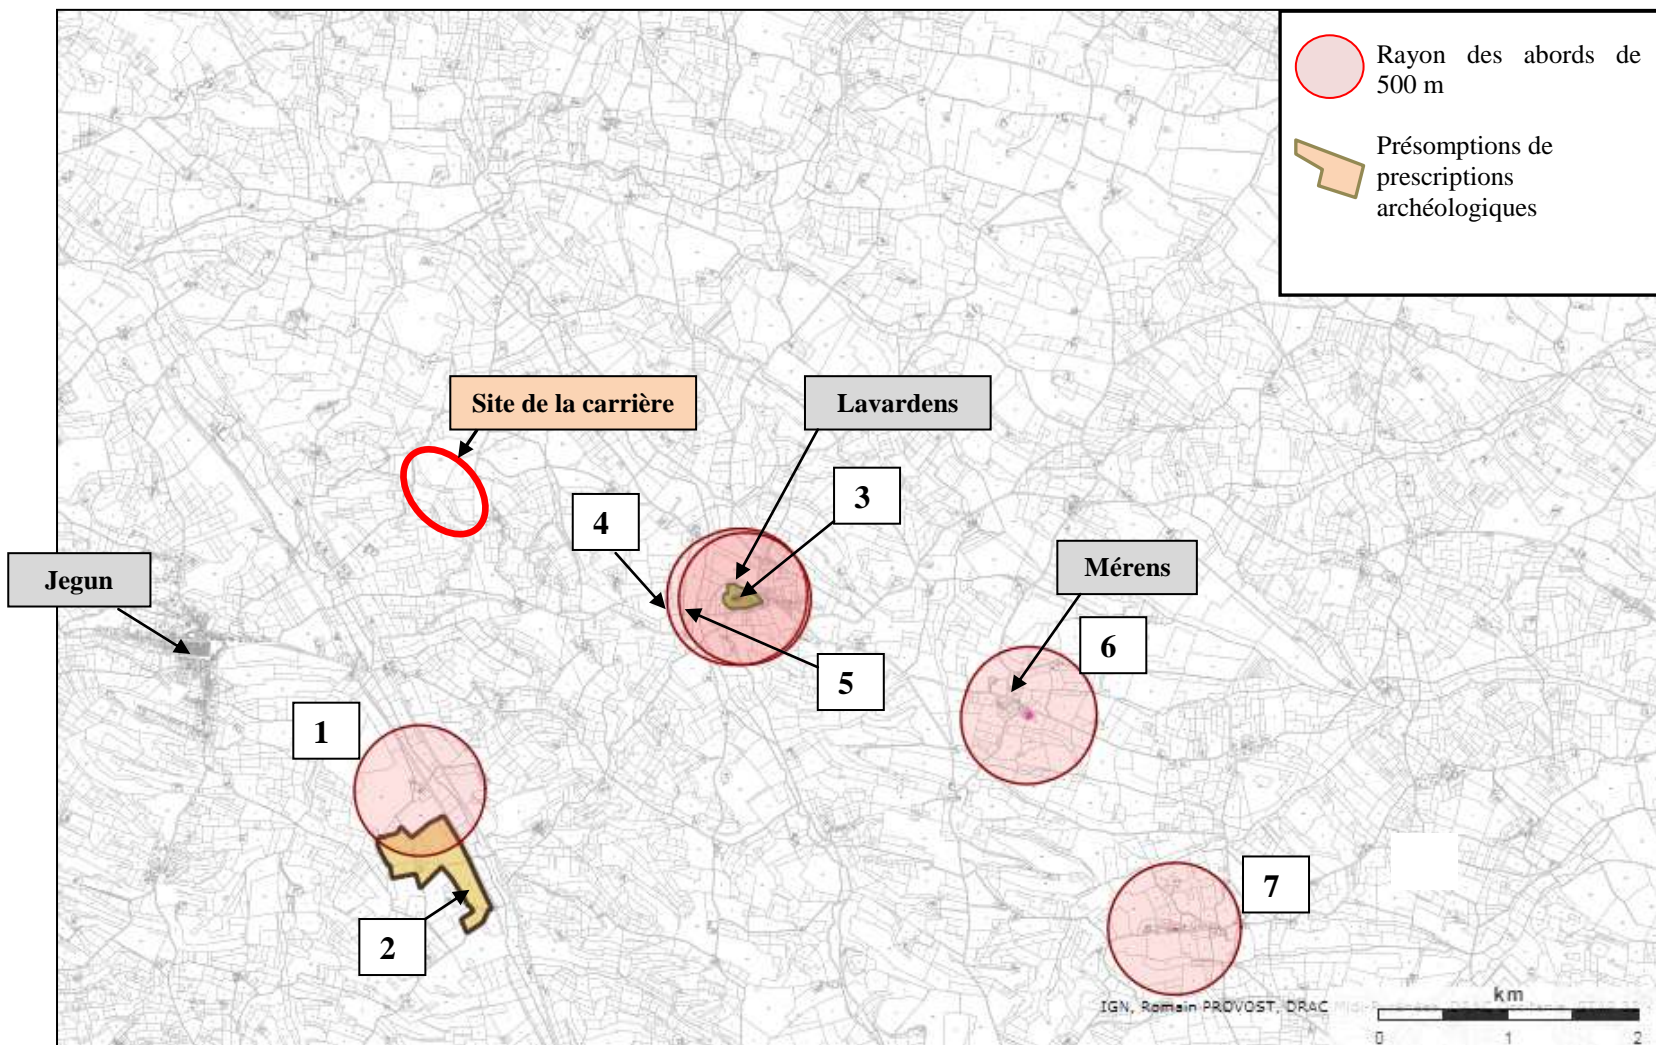 Rayon des abords de
500 m
Présomptions de
prescriptions
archéologiques
Site de la carrière
Lavardens
3
4
Jegun
Mérens
6
5
1
7
2
IGN, Romain PROVOST, DRAC
km
0 1 2